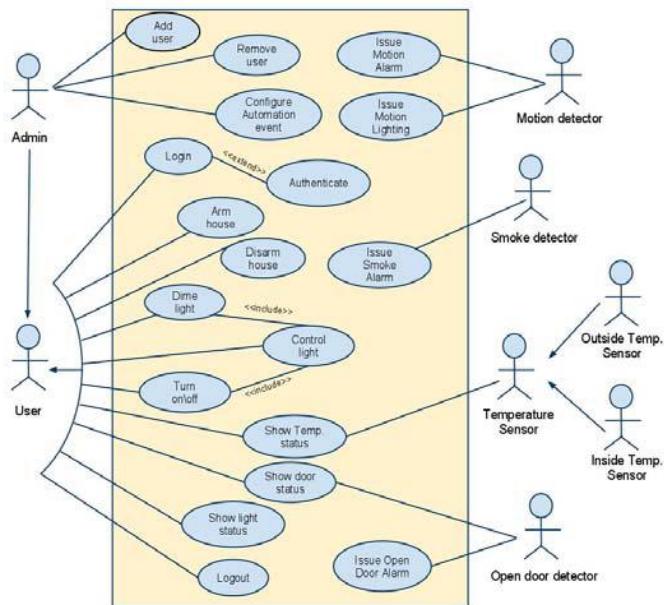 Add
user
Remove
user
Issue
Motion
Alarm
Configure
Automation
event
Issue
Motion
Lighting
Admin
Motion detector
Login
<<extend>>
Authenticate
Arm
house
Disarm
house
Issue
Smoke
Alarm
Smoke detector
Dime
light
<<include>>
Control
light
Outside Temp.
Sensor
User
Turn
on\off
<<include>>
Temperature
Sensor
Show Temp.
status
Inside Temp.
Sensor
Show door
status
Show light
status
Issue Open
Door Alarm
Open door detector
Logout